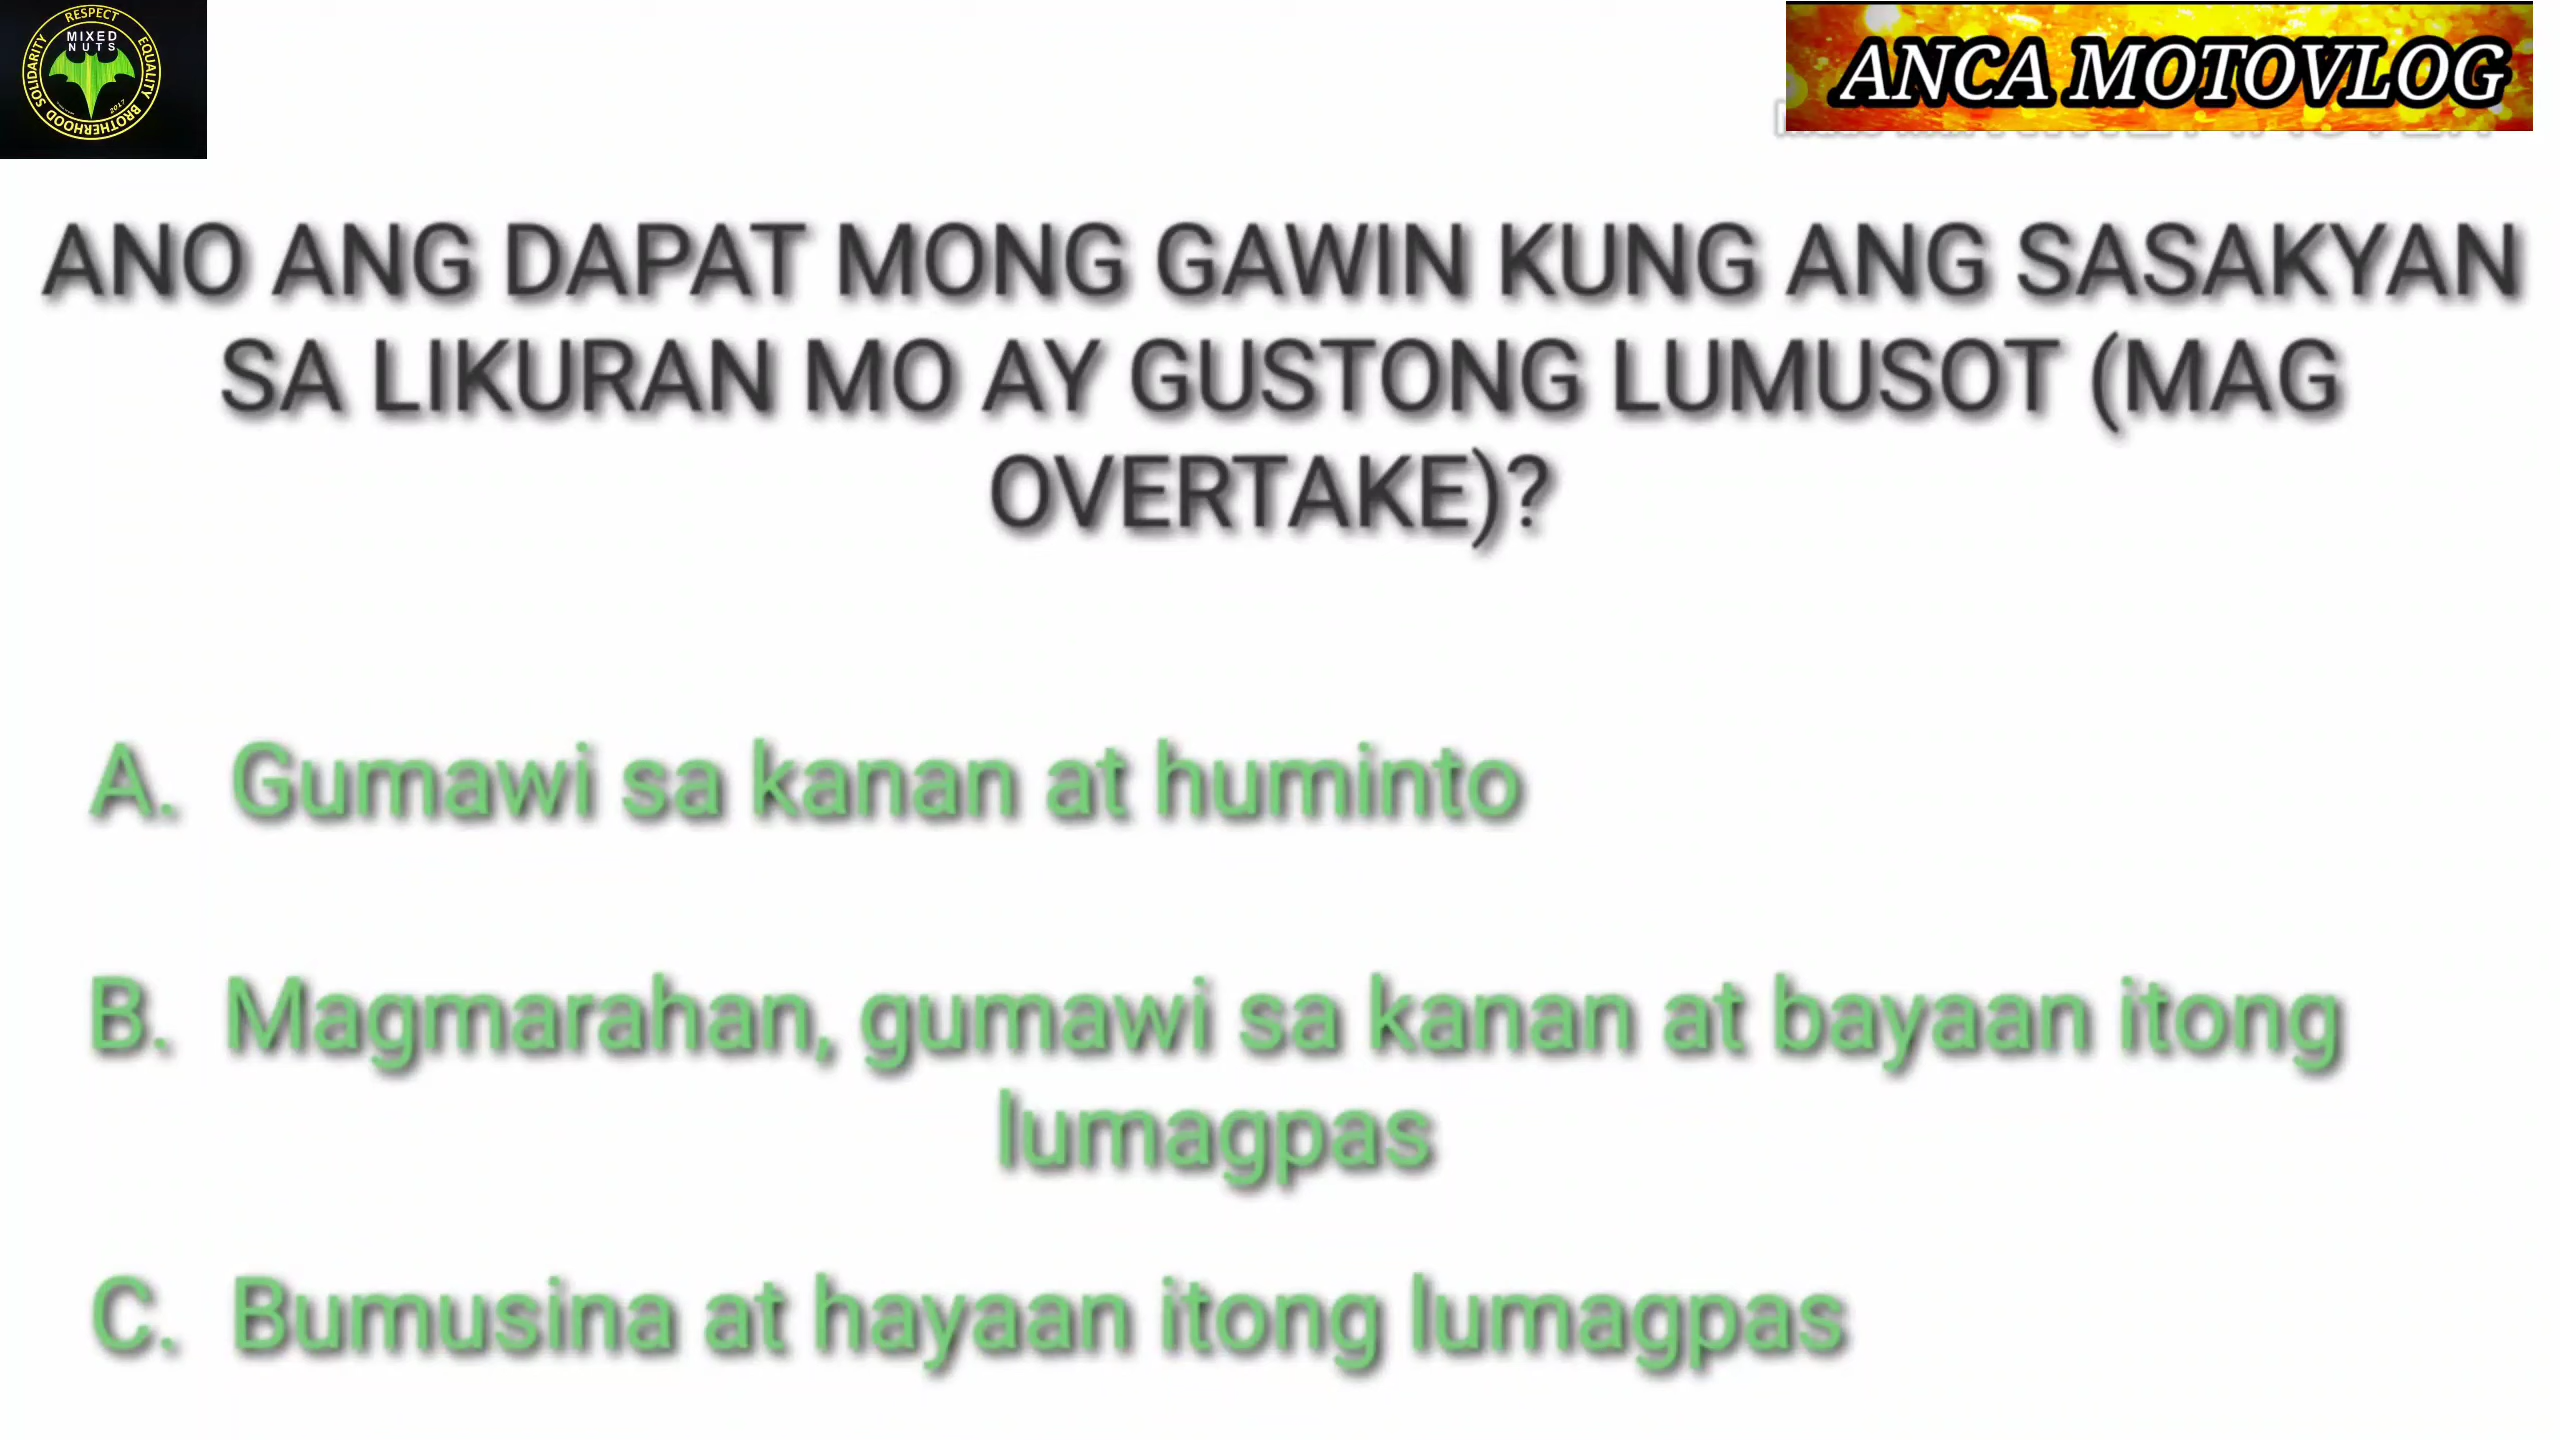 RESPECT
EQUALITY
BROTHERHOOD
SOLIDARITY
MIXED
NUTS
2017
ANCA MOTOVLOG
ANO ANG DAPAT MONG GAWIN KUNG ANG SASAKYAN
SA LIKURAN MO AY GUSTONG LUMUSOT (MAG
OVERTAKE)?
A. Gumawi sa kanan at huminto
B. Magmarahan, gumawi sa kanan at bayaan itong
lumagpas
C. Bumusina at hayaan itong lumagpas